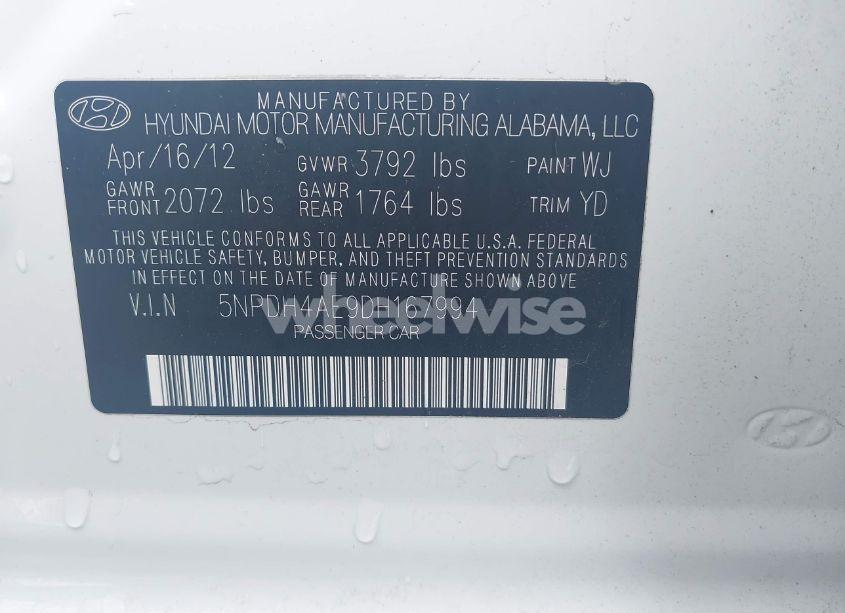 MANUFACTURED BY
HYUNDAI MOTOR MANUFACTURING ALABAMA, LLC
Apr/16/12 GVWR 3792 lbs PAINT WJ
GAWR FRONT 2072 lbs GAWR REAR 1764 lbs TRIM YD
THIS VEHICLE CONFORMS TO ALL APPLICABLE U.S.A. FEDERAL
MOTOR VEHICLE SAFETY, BUMPER, AND THEFT PREVENTION STANDARDS
IN EFFECT ON THE DATE OF MANUFACTURE SHOWN ABOVE
V.I.N 5NPDH4AE9DH167994
wheelwise
PASSENGER CAR